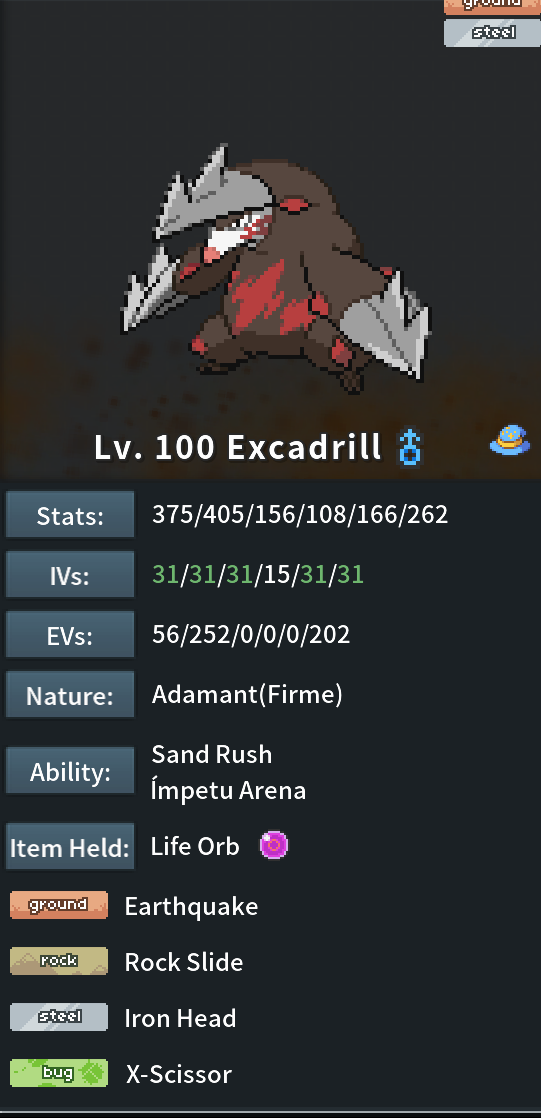 ground
steel
Lv. 100 Excadrill
Stats: 375/405/156/108/166/262
IVs: 31/31/31/15/31/31
EVs: 56/252/0/0/0/202
Nature: Adamant(Firme)
Ability: Sand Rush
Ímpetu Arena
Item Held: Life Orb
ground Earthquake
rock Rock Slide
steel Iron Head
bug X-Scissor